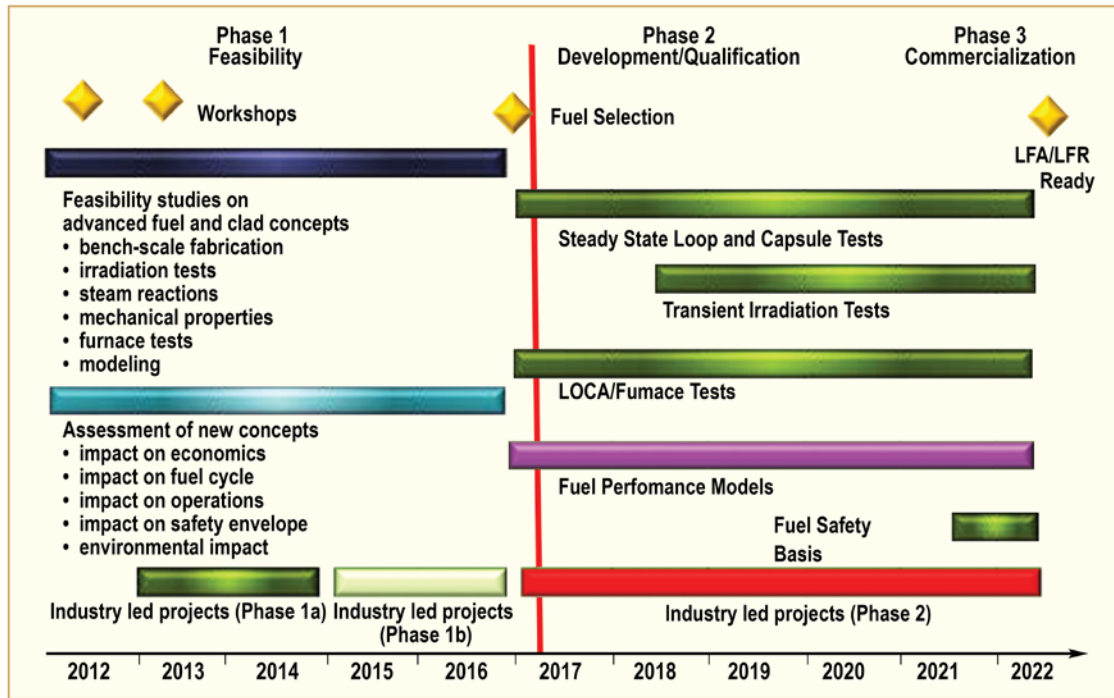 Phase 1
Feasibility
Phase 2
Development/Qualification
Phase 3
Commercialization
Workshops
Fuel Selection
LFA/LFR
Ready
Feasibility studies on
advanced fuel and clad concepts
• bench-scale fabrication
• irradiation tests
• steam reactions
• mechanical properties
• furnace tests
• modeling
Steady State Loop and Capsule Tests
Transient Irradiation Tests
LOCA/Fumace Tests
Assessment of new concepts
• impact on economics
• impact on fuel cycle
• impact on operations
• impact on safety envelope
• environmental impact
Fuel Perfomance Models
Fuel Safety
Basis
Industry led projects (Phase 1a)
Industry led projects
(Phase 1b)
Industry led projects (Phase 2)
2012 2013 2014 2015 2016 2017 2018 2019 2020 2021 2022